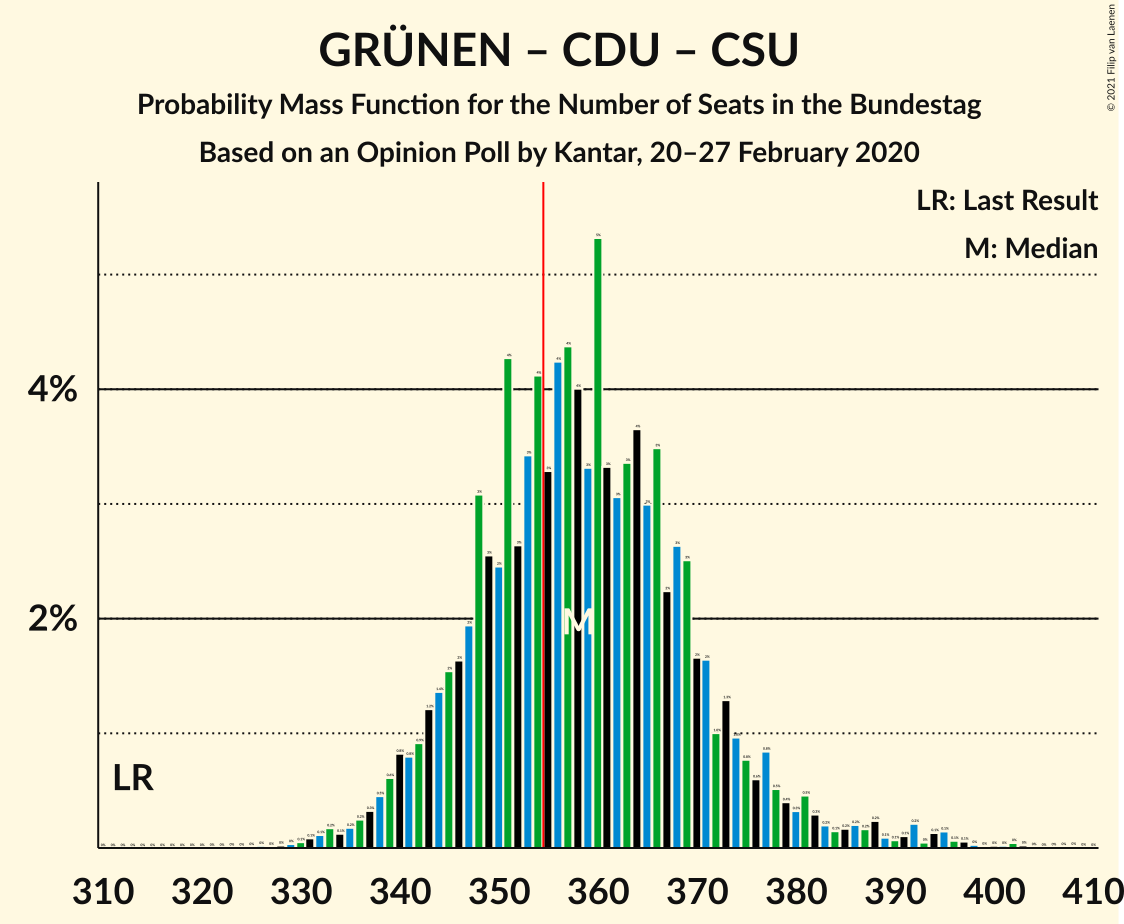 GRÜNEN – CDU – CSU
Probability Mass Function for the Number of Seats in the Bundestag
Based on an Opinion Poll by Kantar, 20–27 February 2020
© 2021 Filip van Laenen
LR: Last Result
M: Median
4%
2%
M
LR
310 320 330 340 350 360 370 380 390 400 410